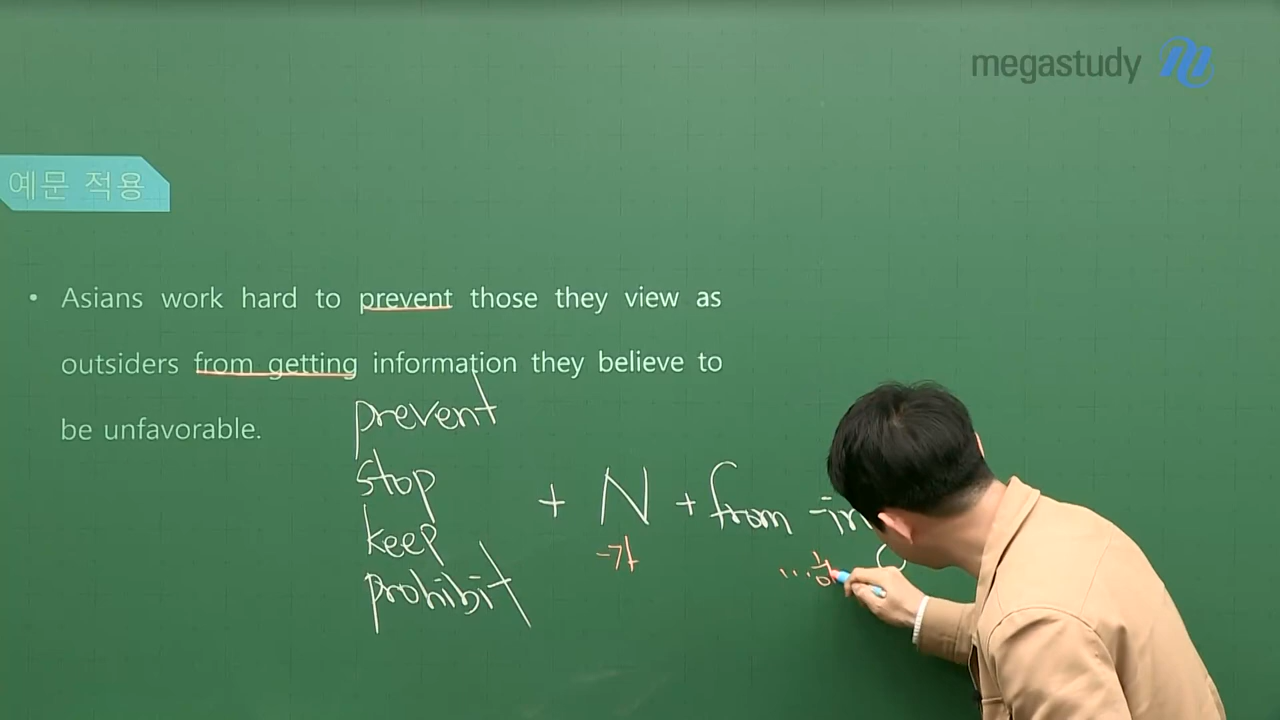 megastudy
예문 적용
• Asians work hard to prevent those they view as
outsiders from getting information they believe to
be unfavorable.
prevent
stop
keep
prohibit
+ N + from -ing
-가